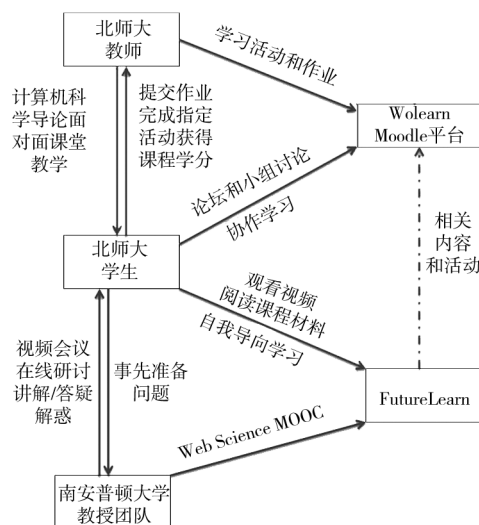 北师大
教师
学习活动和作业
计算机科
学导论面
对面课堂
教学
提交作业
完成指定
活动获得
课程学分
Wolearn
Moodle平台
论坛和小组讨论
协作学习
北师大
学生
相关
内容
和活动
观看视频
阅读课程材料
自我导向学习
视频会议
在线研讨
讲解/答疑
解惑
事先准备
问题
FutureLearn
Web Science MOOC
南安普顿大学
教授团队